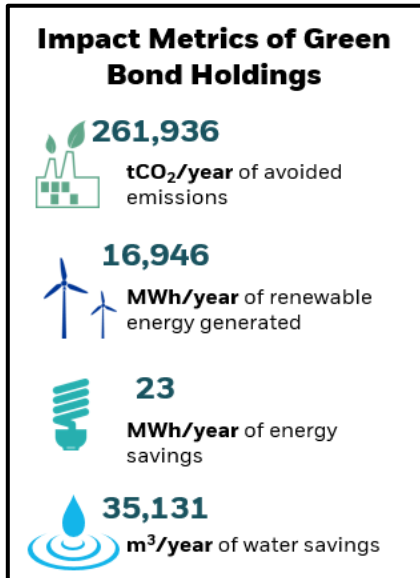 Impact Metrics of Green
Bond Holdings
261,936
tCO₂/year of avoided
emissions
16,946
MWh/year of renewable
energy generated
23
MWh/year of energy
savings
35,131
m³/year of water savings